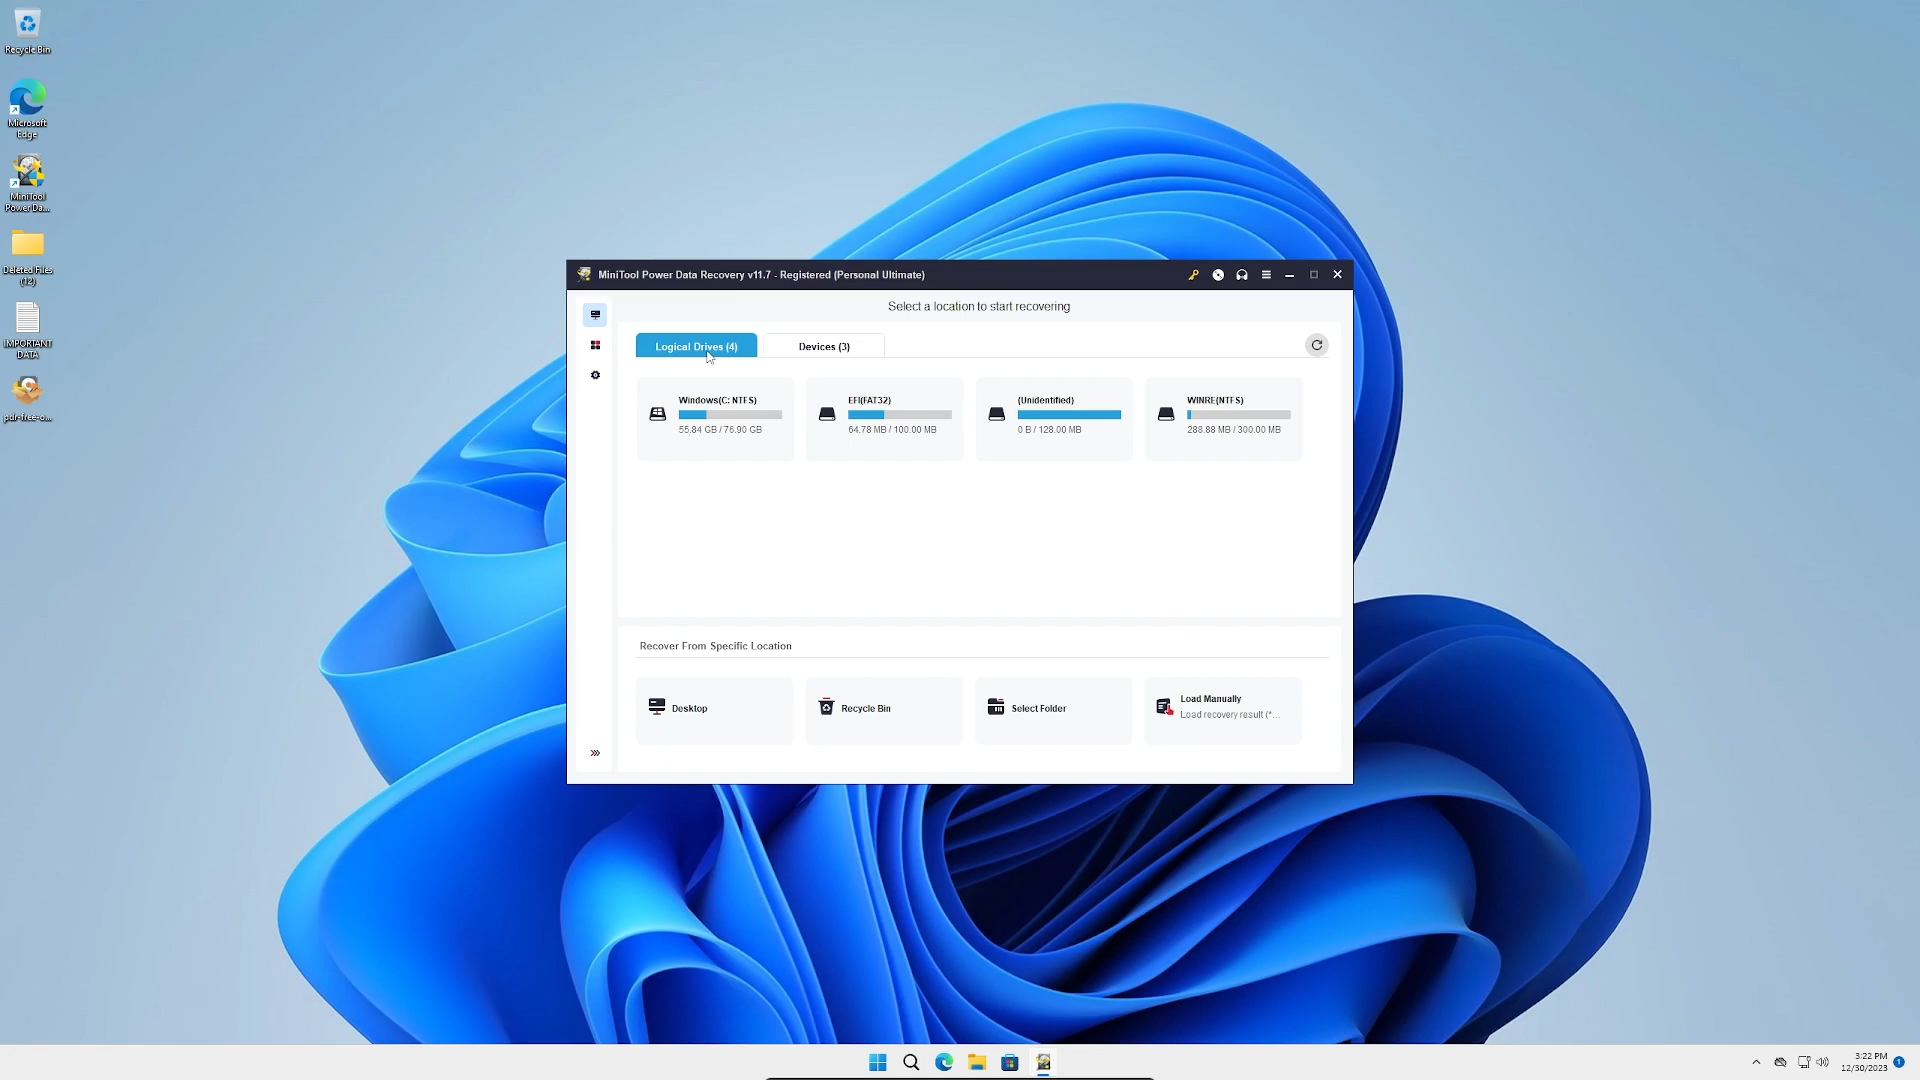 Recycle Bin
Microsoft
Edge
MiniTool
Power Da...
Deleted Files
(12)
IMPORTANT
DATA
pdr-free-o...
MiniTool Power Data Recovery v11.7 - Registered (Personal Ultimate)
Select a location to start recovering
Logical Drives (4)
Devices (3)
Windows(C: NTFS)
55.84 GB / 76.90 GB
EFI(FAT32)
64.78 MB / 100.00 MB
(Unidentified)
0 B / 128.00 MB
WINRE(NTFS)
288.88 MB / 300.00 MB
Recover From Specific Location
Desktop
Recycle Bin
Select Folder
Load Manually
Load recovery result (*...
3:22 PM
12/30/2023
1